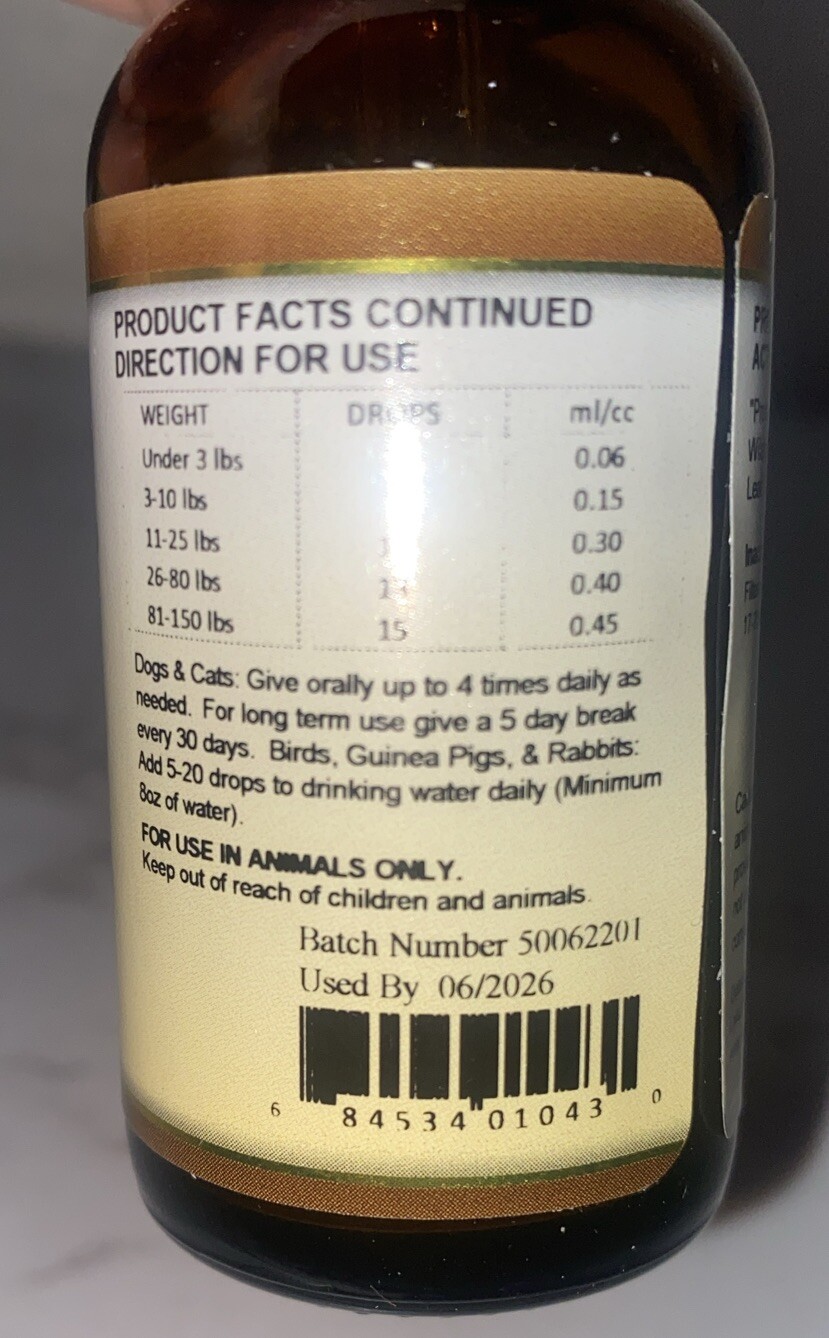 PRODUCT FACTS CONTINUED
DIRECTION FOR USE
WEIGHT DROPS ml/cc
Under 3 lbs 0.06
3-10 lbs 0.15
11-25 lbs 0.30
26-80 lbs 0.40
81-150 lbs 15 0.45
Dogs & Cats: Give orally up to 4 times daily as
needed. For long term use give a 5 day break
every 30 days. Birds, Guinea Pigs, & Rabbits:
Add 5-20 drops to drinking water daily (Minimum
8oz of water).
FOR USE IN ANIMALS ONLY.
Keep out of reach of children and animals.
Batch Number 50062201
Used By 06/2026
6 84534 01043 0